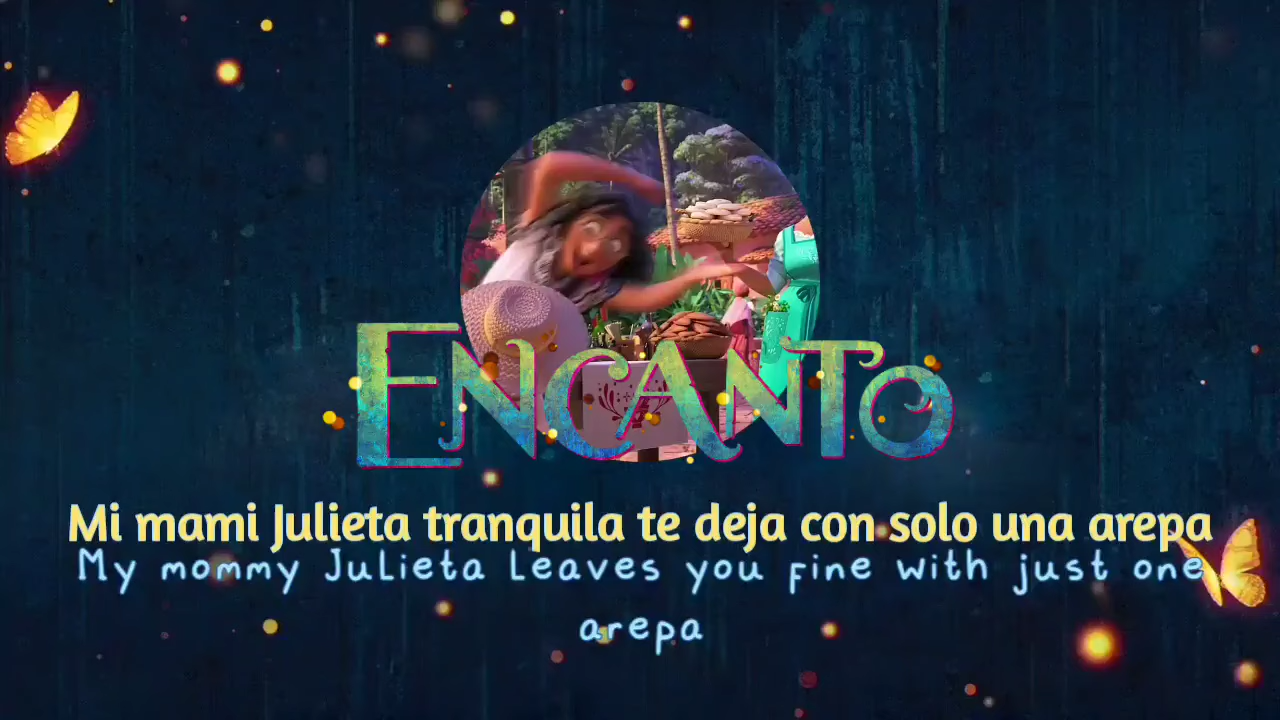 ENCANTO
Mi mami Julieta tranquila te deja con solo una arepa
My mommy Julieta leaves you fine with just one
arepa